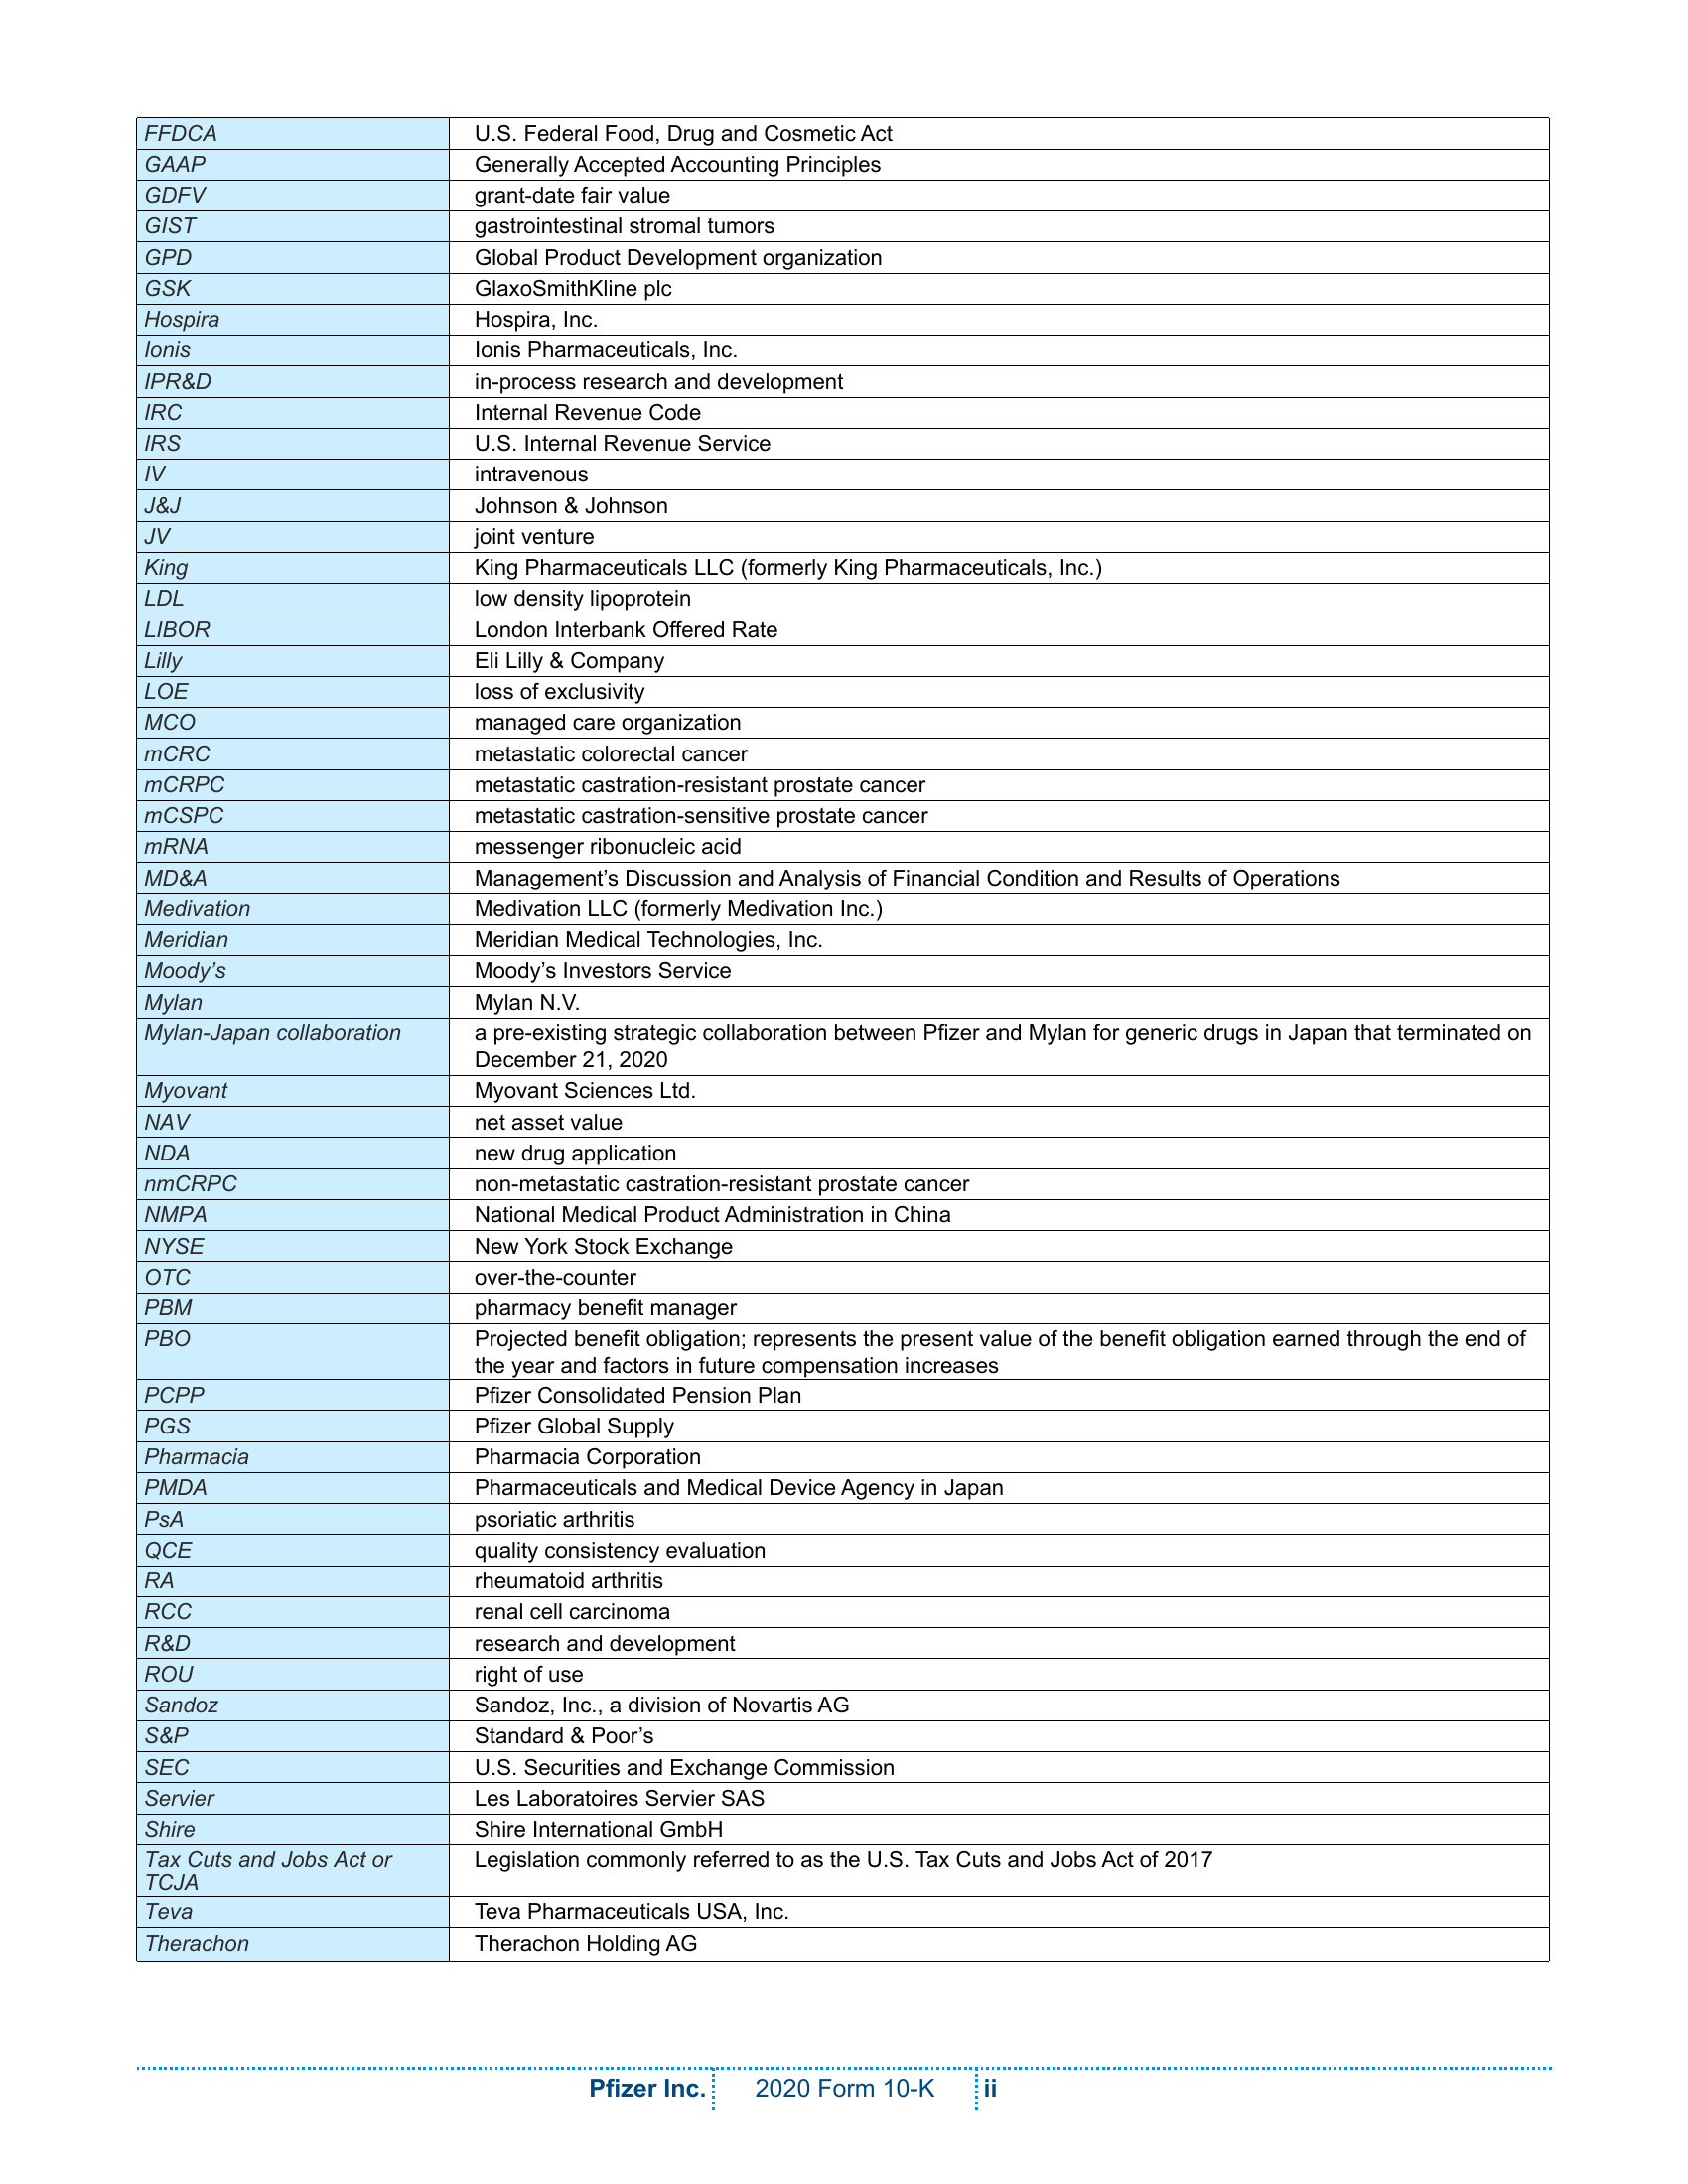 FFDCA U.S. Federal Food, Drug and Cosmetic Act
GAAP Generally Accepted Accounting Principles
GDFV grant-date fair value
GIST gastrointestinal stromal tumors
GPD Global Product Development organization
GSK GlaxoSmithKline plc
Hospira Hospira, Inc.
Ionis Ionis Pharmaceuticals, Inc.
IPR&D in-process research and development
IRC Internal Revenue Code
IRS U.S. Internal Revenue Service
IV intravenous
J&J Johnson & Johnson
JV joint venture
King King Pharmaceuticals LLC (formerly King Pharmaceuticals, Inc.)
LDL low density lipoprotein
LIBOR London Interbank Offered Rate
Lilly Eli Lilly & Company
LOE loss of exclusivity
MCO managed care organization
mCRC metastatic colorectal cancer
mCRPC metastatic castration-resistant prostate cancer
mCSPC metastatic castration-sensitive prostate cancer
mRNA messenger ribonucleic acid
MD&A Management’s Discussion and Analysis of Financial Condition and Results of Operations
Medivation Medivation LLC (formerly Medivation Inc.)
Meridian Meridian Medical Technologies, Inc.
Moody’s Moody’s Investors Service
Mylan Mylan N.V.
Mylan-Japan collaboration a pre-existing strategic collaboration between Pfizer and Mylan for generic drugs in Japan that terminated on
December 21, 2020
Myovant Myovant Sciences Ltd.
NAV net asset value
NDA new drug application
nmCRPC non-metastatic castration-resistant prostate cancer
NMPA National Medical Product Administration in China
NYSE New York Stock Exchange
OTC over-the-counter
PBM pharmacy benefit manager
PBO Projected benefit obligation; represents the present value of the benefit obligation earned through the end of
the year and factors in future compensation increases
PCPP Pfizer Consolidated Pension Plan
PGS Pfizer Global Supply
Pharmacia Pharmacia Corporation
PMDA Pharmaceuticals and Medical Device Agency in Japan
PsA psoriatic arthritis
QCE quality consistency evaluation
RA rheumatoid arthritis
RCC renal cell carcinoma
R&D research and development
ROU right of use
Sandoz Sandoz, Inc., a division of Novartis AG
S&P Standard & Poor’s
SEC U.S. Securities and Exchange Commission
Servier Les Laboratoires Servier SAS
Shire Shire International GmbH
Tax Cuts and Jobs Act or Legislation commonly referred to as the U.S. Tax Cuts and Jobs Act of 2017
TCJA
Teva Teva Pharmaceuticals USA, Inc.
Therachon Therachon Holding AG
Pfizer Inc. 2020 Form 10-K ii